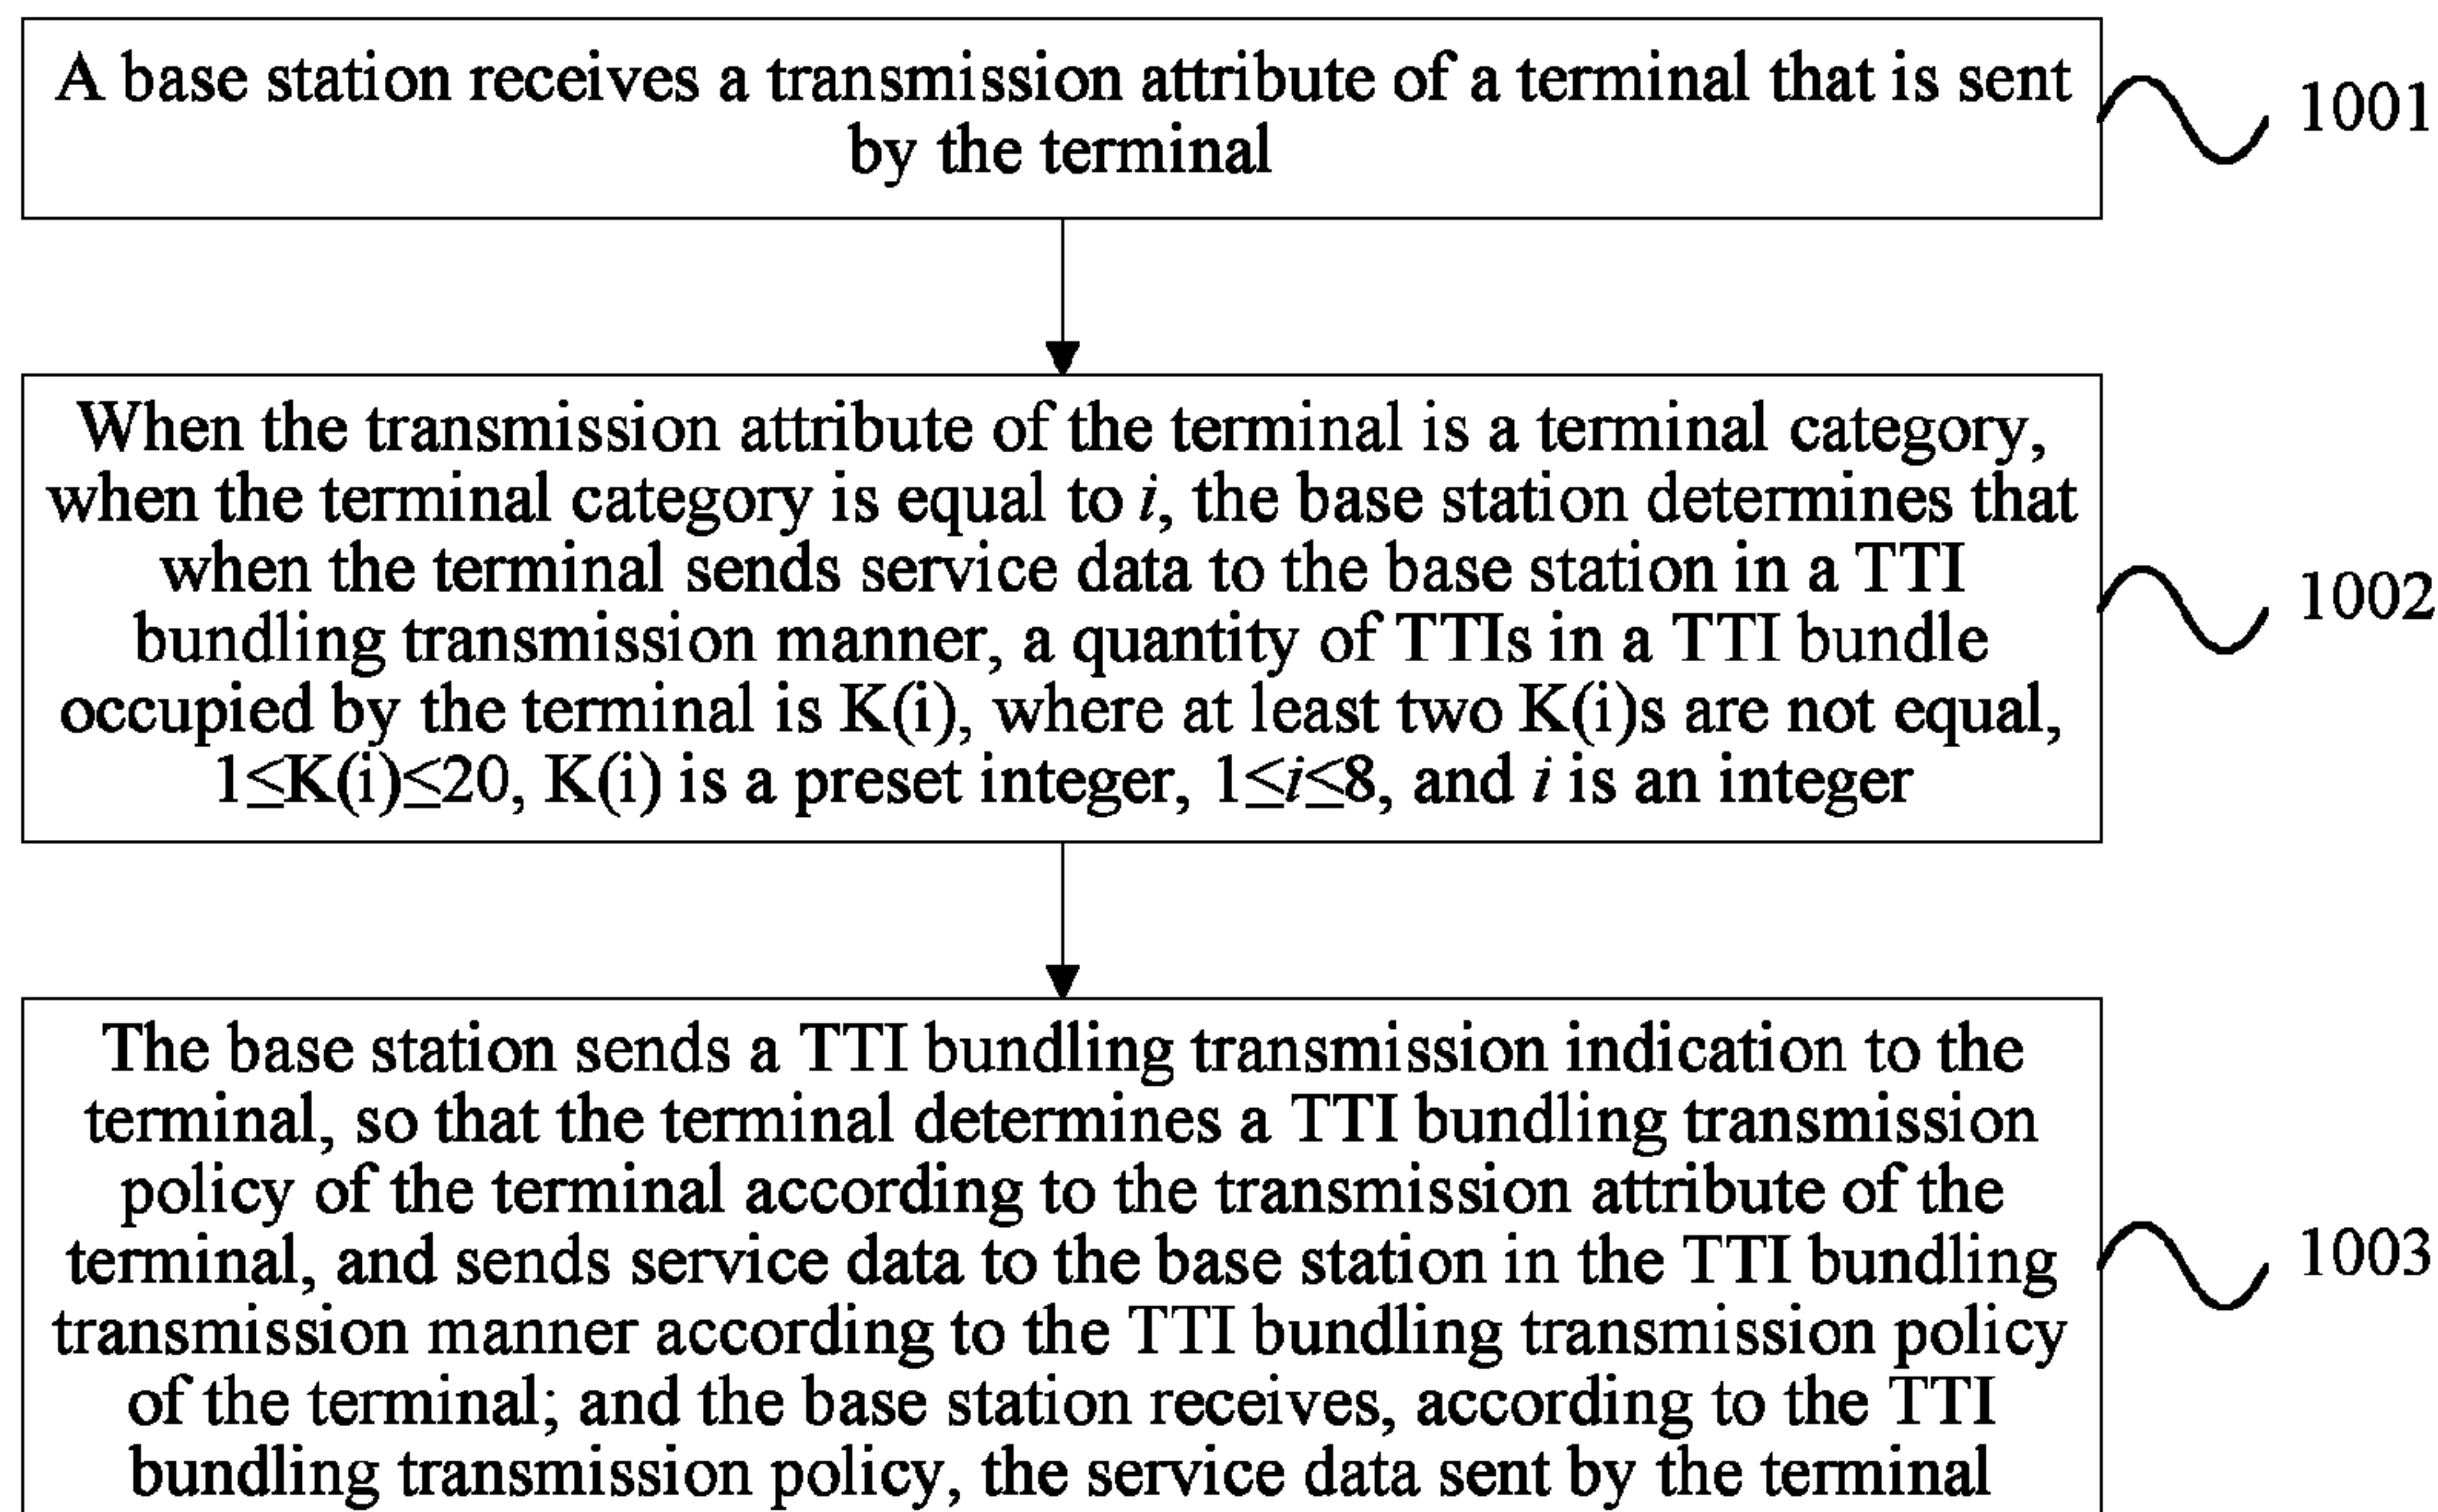 A base station receives a transmission attribute of a terminal that is sent
by the terminal
1001
When the transmission attribute of the terminal is a terminal category,
when the terminal category is equal to i, the base station determines that
when the terminal sends service data to the base station in a TTI
bundling transmission manner, a quantity of TTIs in a TTI bundle
occupied by the terminal is K(i), where at least two K(i)s are not equal,
1≤K(i)≤20, K(i) is a preset integer, 1≤i≤8, and i is an integer
1002
The base station sends a TTI bundling transmission indication to the
terminal, so that the terminal determines a TTI bundling transmission
policy of the terminal according to the transmission attribute of the
terminal, and sends service data to the base station in the TTI bundling
transmission manner according to the TTI bundling transmission policy
of the terminal; and the base station receives, according to the TTI
bundling transmission policy, the service data sent by the terminal
1003